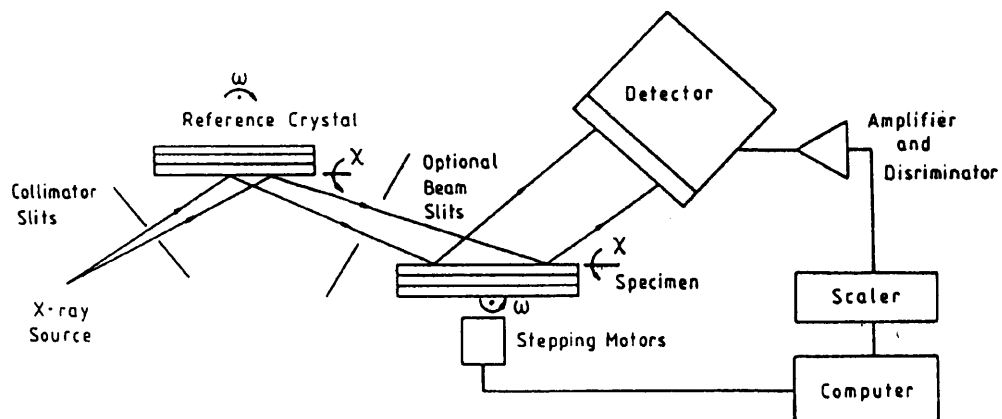 ω
Reference Crystal
χ
Detector
Amplifier
and
Disriminator
Optional
Beam
Slits
Collimator
Slits
X-ray
Source
χ
Specimen
ω
Stepping Motors
Scaler
Computer